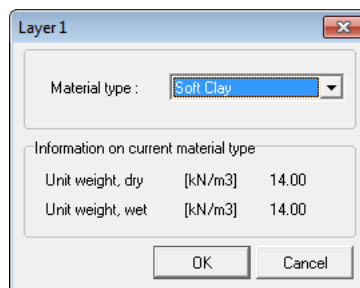 Layer 1
Material type :
Soft Clay
Information on current material type
Unit weight, dry [kN/m3] 14.00
Unit weight, wet [kN/m3] 14.00
OK Cancel